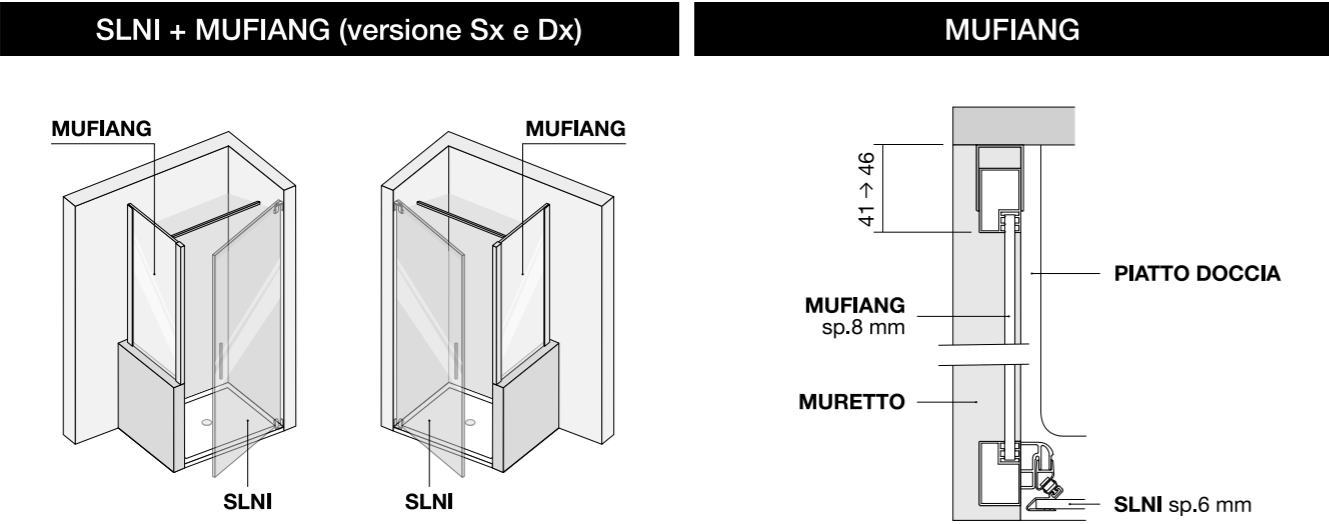 SLNI + MUFIANG (versione Sx e Dx)
MUFIANG
MUFIANG
MUFIANG
SLNI
SLNI
41 → 46
PIATTO DOCCIA
MUFIANG
sp.8 mm
MURETTO
SLNI sp.6 mm